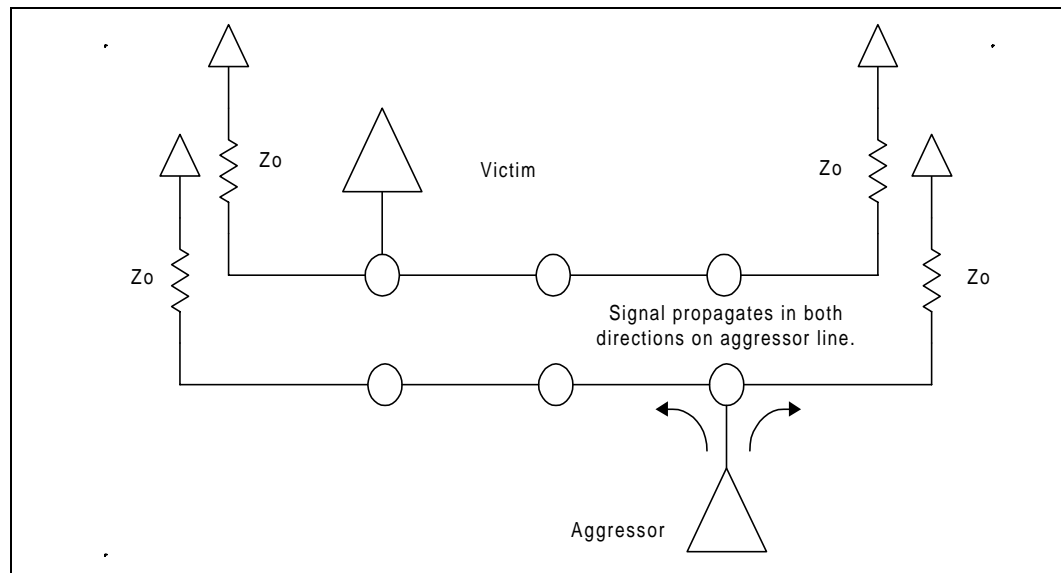 Zo
Victim
Zo
Zo
Zo
Signal propagates in both
directions on aggressor line.
Aggressor